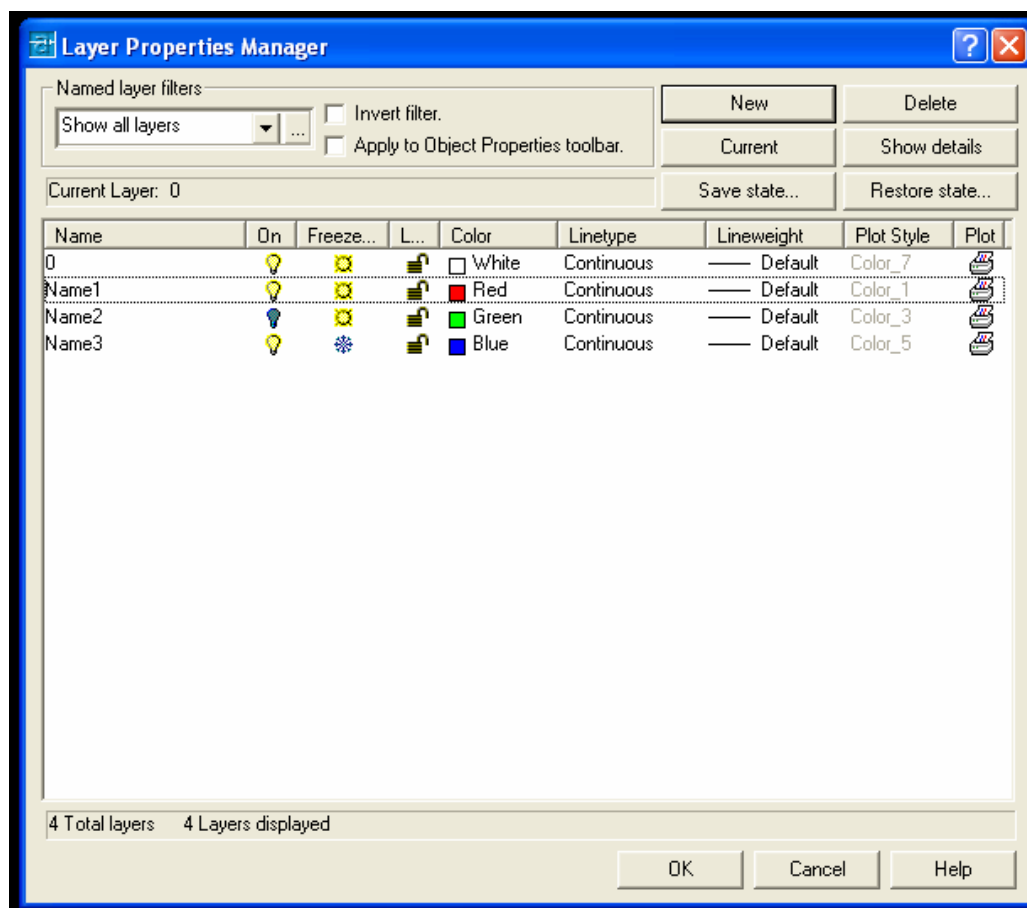 Layer Properties Manager
Named layer filters
Show all layers
...
Invert filter.
Apply to Object Properties toolbar.
New
Delete
Current
Show details
Current Layer: 0
Save state...
Restore state...
Name On Freeze... L... Color Linetype Lineweight Plot Style Plot
0 White Continuous Default Color_7
Name1 Red Continuous Default Color_1
Name2 Green Continuous Default Color_3
Name3 Blue Continuous Default Color_5
4 Total layers 4 Layers displayed
OK Cancel Help